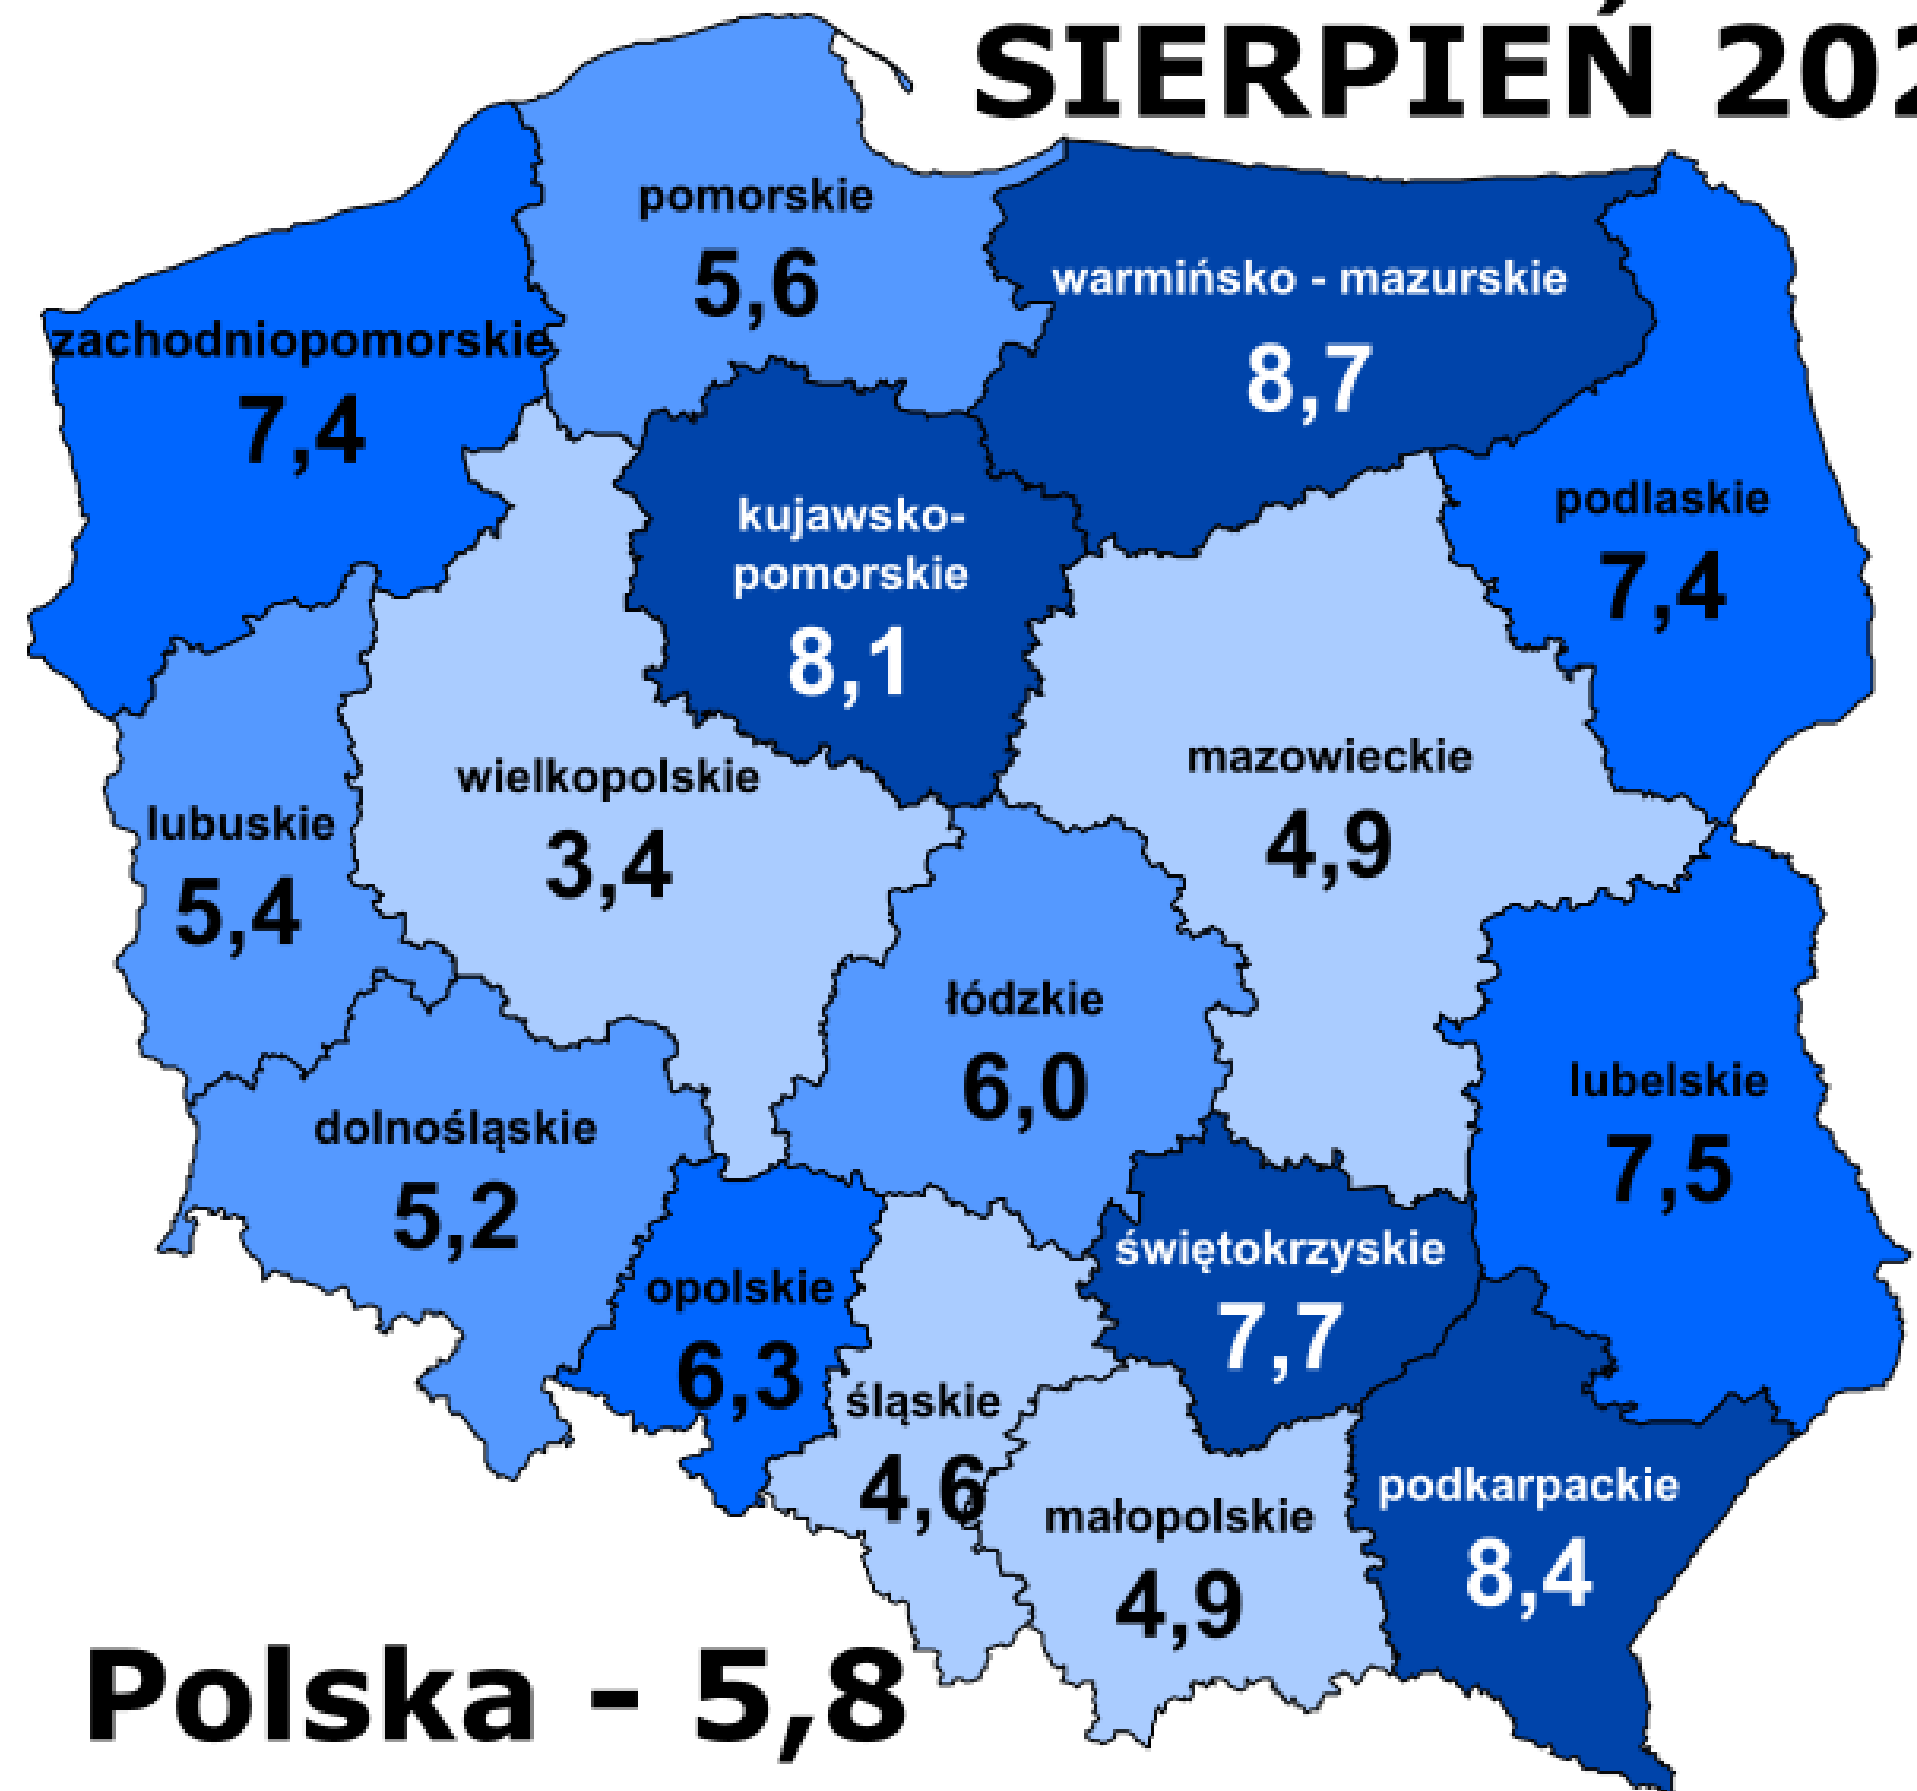 SIERPIEŃ 202
pomorskie
5,6
warmińsko - mazurskie
8,7
zachodniopomorskie
7,4
podlaskie
7,4
kujawsko-
pomorskie
8,1
mazowieckie
4,9
wielkopolskie
3,4
lubuskie
5,4
łódzkie
6,0
lubelskie
7,5
dolnośląskie
5,2
świętokrzyskie
7,7
opolskie
6,3
śląskie
4,6
małopolskie
4,9
podkarpackie
8,4
Polska - 5,8